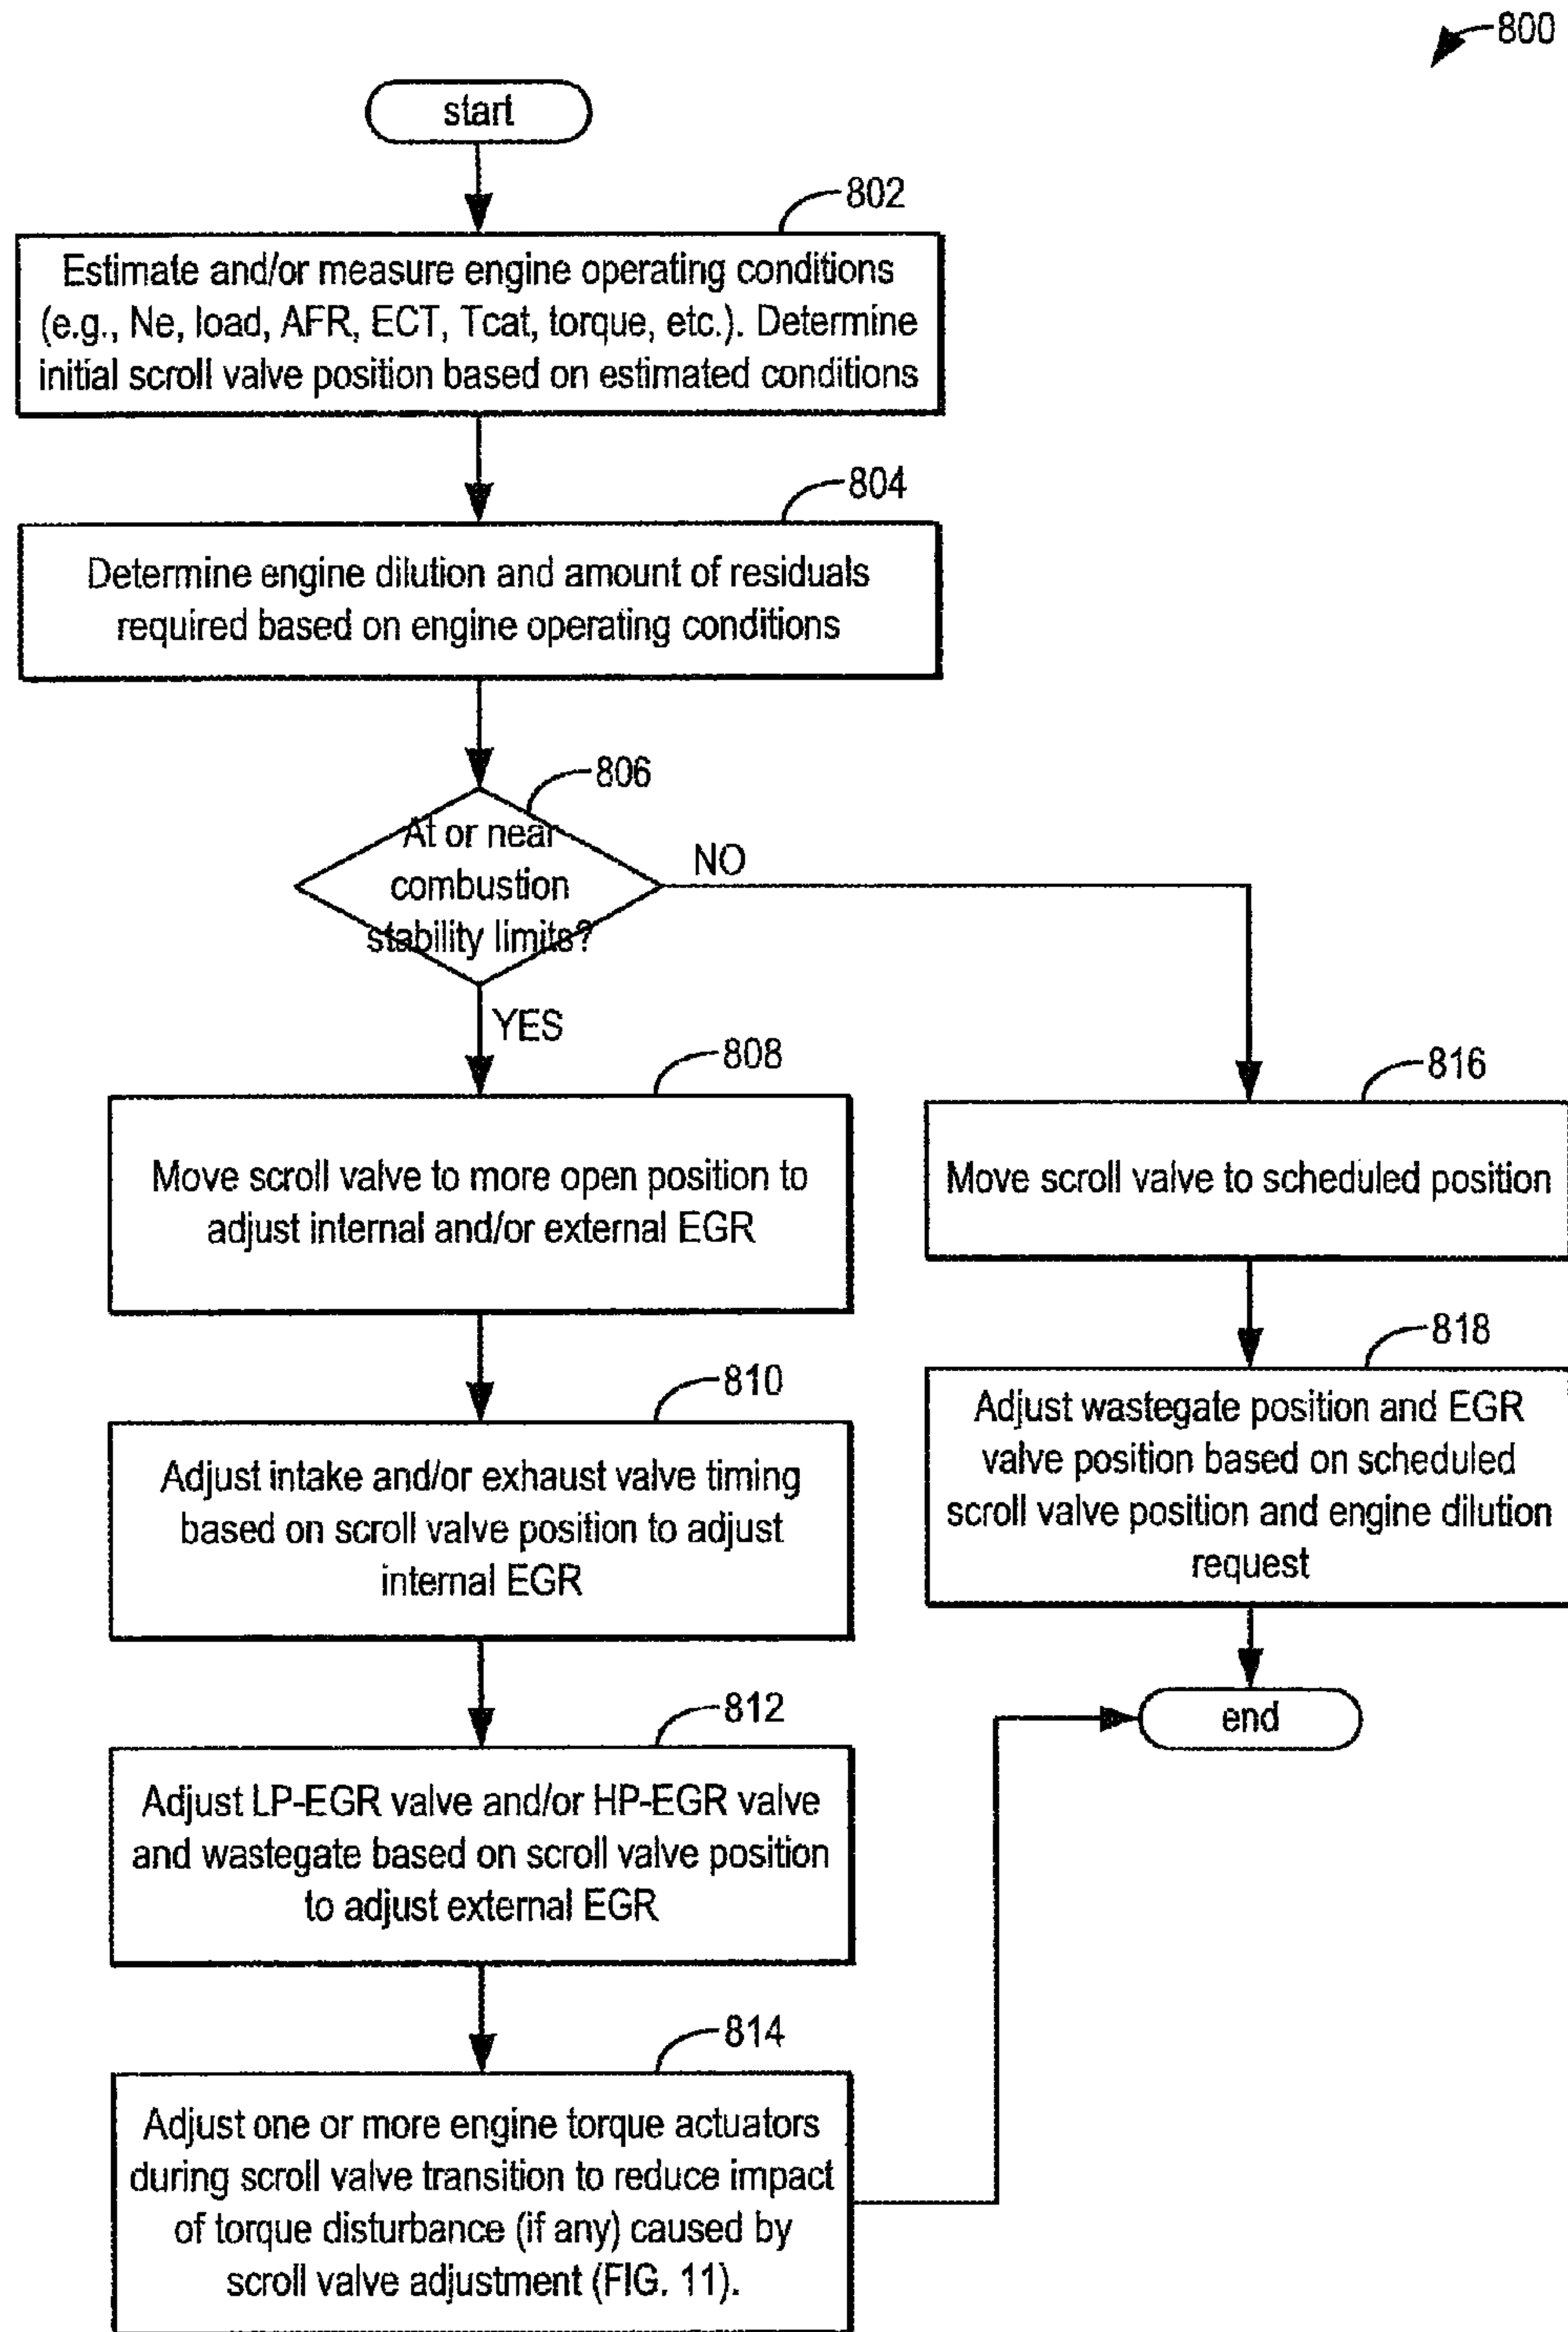 800
start
802
Estimate and/or measure engine operating conditions
(e.g., Ne, load, AFR, ECT, Tcat, torque, etc.). Determine
initial scroll valve position based on estimated conditions
804
Determine engine dilution and amount of residuals
required based on engine operating conditions
806
At or near
combustion
stability limits?
NO
YES
808
Move scroll valve to more open position to
adjust internal and/or external EGR
810
Adjust intake and/or exhaust valve timing
based on scroll valve position to adjust
internal EGR
812
Adjust LP-EGR valve and/or HP-EGR valve
and wastegate based on scroll valve position
to adjust external EGR
814
Adjust one or more engine torque actuators
during scroll valve transition to reduce impact
of torque disturbance (if any) caused by
scroll valve adjustment (FIG. 11).
816
Move scroll valve to scheduled position
818
Adjust wastegate position and EGR
valve position based on scheduled
scroll valve position and engine dilution
request
end